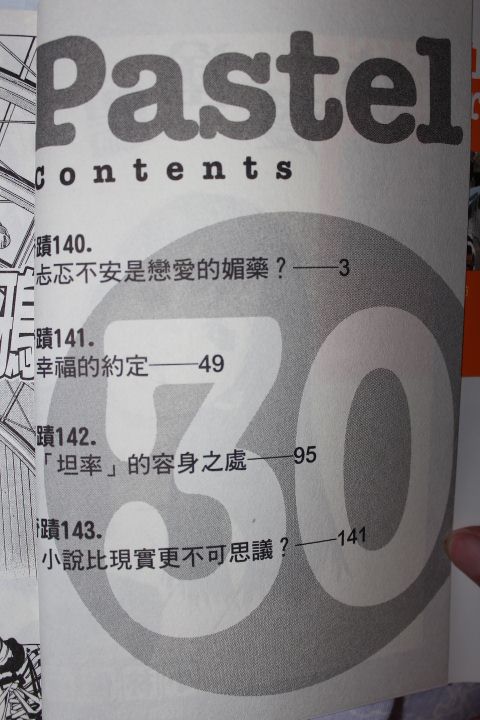 Pastel
contents
蹟140.
忐忑不安是戀愛的媚藥？——3
蹟141.
幸福的約定——49
蹟142.
「坦率」的容身之處——95
蹟143.
小說比現實更不可思議？——141
30